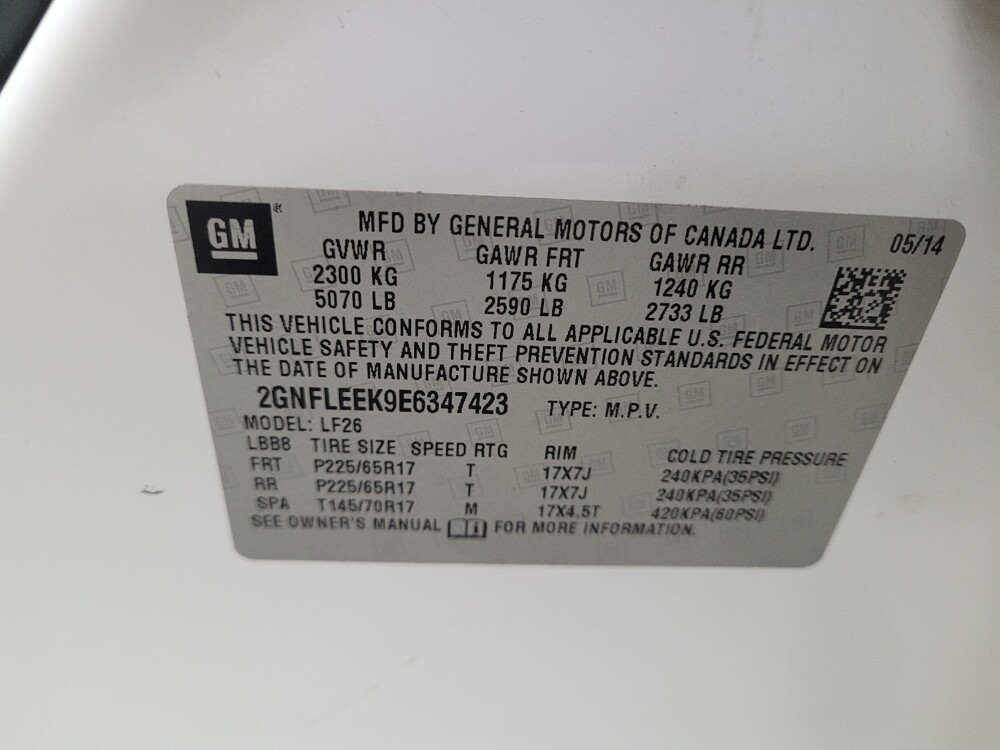 GM
MFD BY GENERAL MOTORS OF CANADA LTD. 05/14
GVWR GAWR FRT GAWR RR
2300 KG 1175 KG 1240 KG
5070 LB 2590 LB 2733 LB
THIS VEHICLE CONFORMS TO ALL APPLICABLE U.S. FEDERAL MOTOR
VEHICLE SAFETY AND THEFT PREVENTION STANDARDS IN EFFECT ON
THE DATE OF MANUFACTURE SHOWN ABOVE.
2GNFLEEK9E6347423 TYPE: M.P.V.
MODEL: LF26
LBB8 TIRE SIZE SPEED RTG RIM COLD TIRE PRESSURE
FRT P225/65R17 T 17X7J 240KPA(35PSI)
RR P225/65R17 T 17X7J 240KPA(35PSI)
SPA T145/70R17 M 17X4.5T 420KPA(60PSI)
SEE OWNER'S MANUAL FOR MORE INFORMATION.